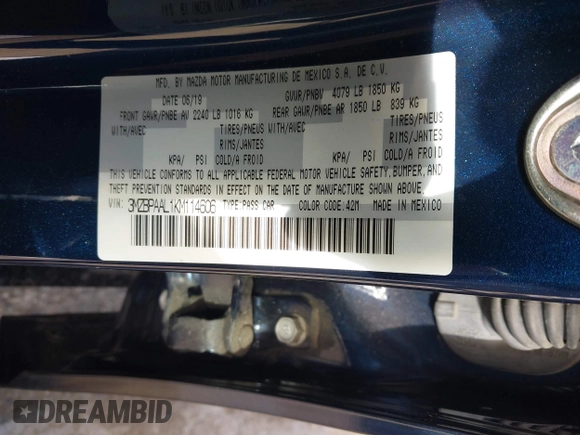 MFD. BY MAZDA MOTOR MANUFACTURING DE MEXICO S.A. DE C.V.
DATE 06/19 GVWR/PNBV 4079 LB 1850 KG
FRONT GAWR/PNBE AV 2240 LB 1016 KG REAR GAWR/PNBE AR 1850 LB 839 KG
WITH/AVEC TIRES/PNEUS WITH/AVEC TIRES/PNEUS
RIMS/JANTES RIMS/JANTES
KPA/ PSI COLD/A FROID KPA/ PSI COLD/A FROID
THIS VEHICLE CONFORMS TO ALL APPLICABLE FEDERAL MOTOR VEHICLE SAFETY, BUMPER, AND
THEFT PREVENTION STANDARDS IN EFFECT ON THE DATE OF MANUFACTURE SHOWN ABOVE.
VIN: 3MZBPAAL1KM114606 TYPE PASS CAR COLOR CODE:42M MADE IN MEXICO
DREAMBID